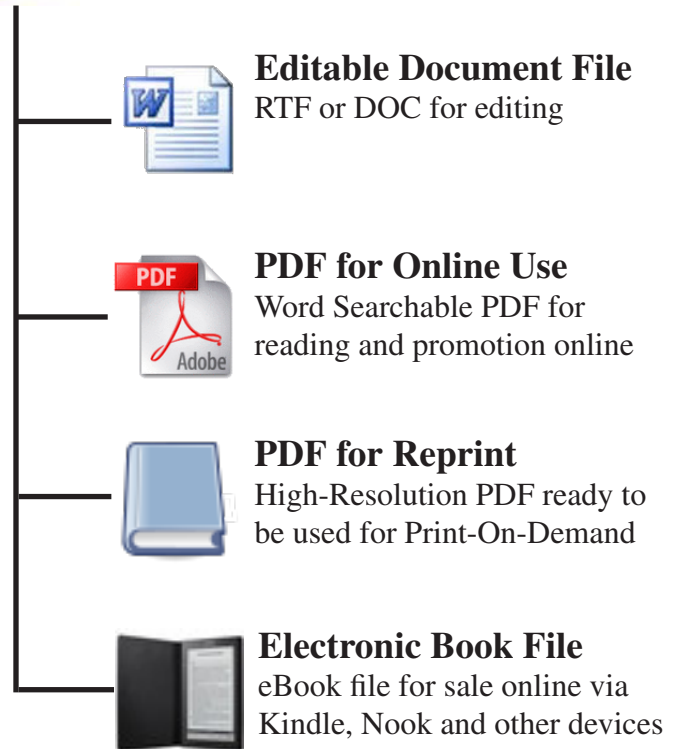 Editable Document File
W
RTF or DOC for editing
PDF for Online Use
PDF
Word Searchable PDF for
reading and promotion online
Adobe
PDF for Reprint
High-Resolution PDF ready to
be used for Print-On-Demand
Electronic Book File
eBook file for sale online via
Kindle, Nook and other devices